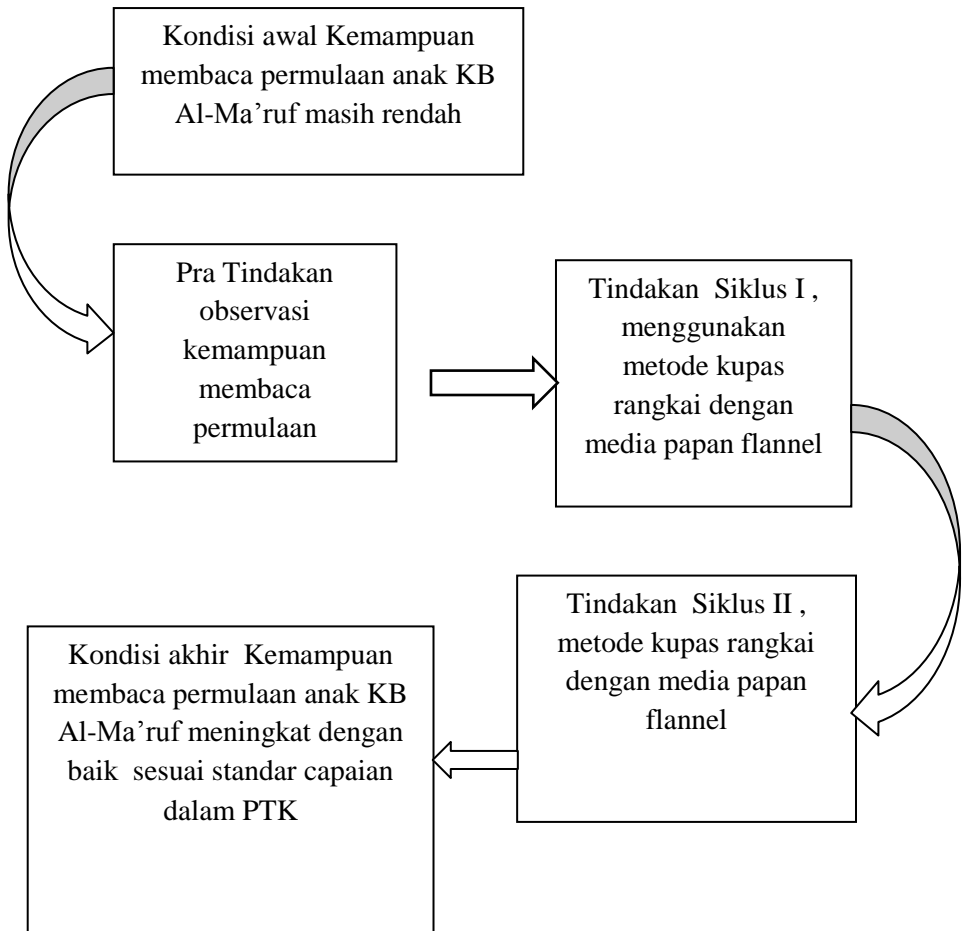 Kondisi awal Kemampuan
membaca permulaan anak KB
Al-Ma’ruf masih rendah
Pra Tindakan
observasi
kemampuan
membaca
permulaan
Tindakan  Siklus I ,
menggunakan
metode kupas
rangkai dengan
media papan flannel
Tindakan  Siklus II ,
metode kupas rangkai
dengan media papan
flannel
Kondisi akhir  Kemampuan
membaca permulaan anak KB
Al-Ma’ruf meningkat dengan
baik  sesuai standar capaian
dalam PTK